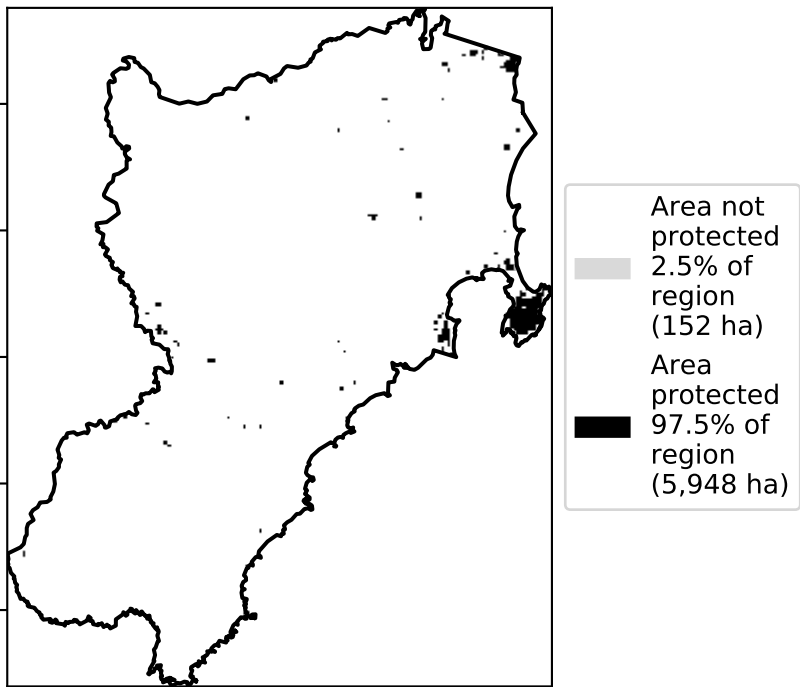 Area not
protected
2.5% of
region
(152 ha)
Area
protected
97.5% of
region
(5,948 ha)